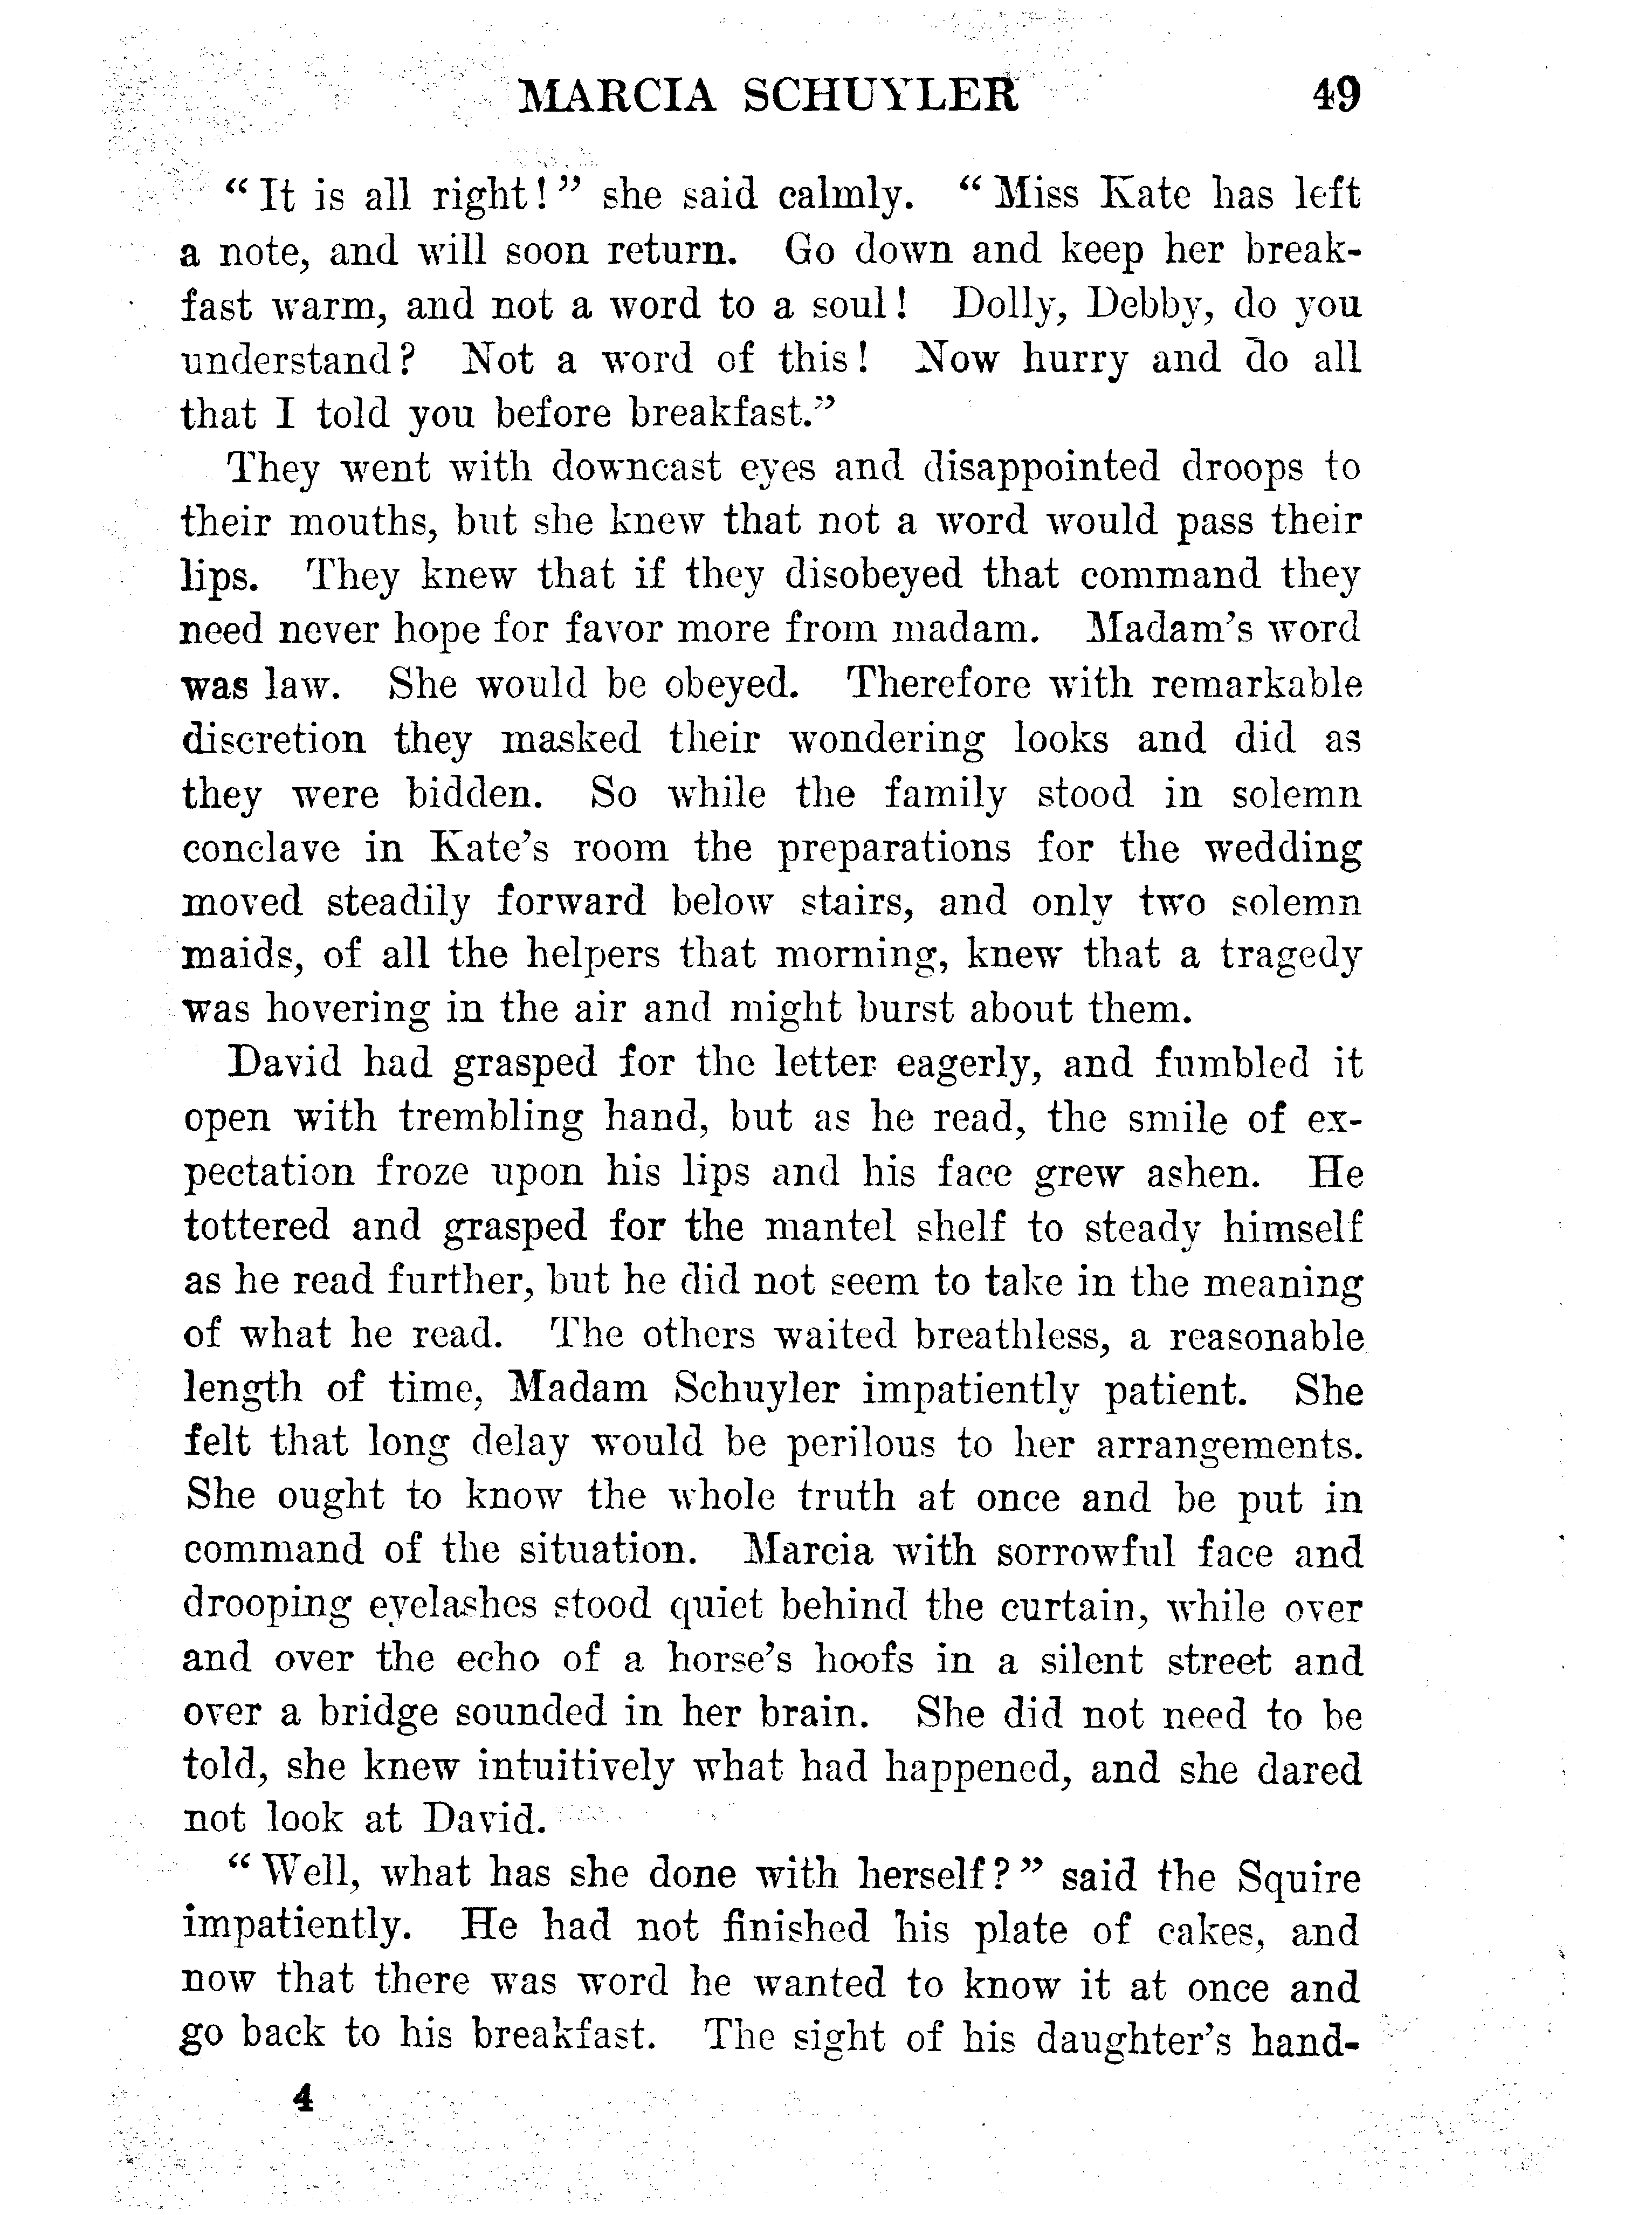 MARCIA SCHUYLER 49
“It is all right!” she said calmly. “Miss Kate has left
a note, and will soon return. Go down and keep her break-
fast warm, and not a word to a soul! Dolly, Debby, do you
understand? Not a word of this! Now hurry and do all
that I told you before breakfast.”
They went with downcast eyes and disappointed droops to
their mouths, but she knew that not a word would pass their
lips. They knew that if they disobeyed that command they
need never hope for favor more from madam. Madam’s word
was law. She would be obeyed. Therefore with remarkable
discretion they masked their wondering looks and did as
they were bidden. So while the family stood in solemn
conclave in Kate’s room the preparations for the wedding
moved steadily forward below stairs, and only two solemn
maids, of all the helpers that morning, knew that a tragedy
was hovering in the air and might burst about them.
David had grasped for the letter eagerly, and fumbled it
open with trembling hand, but as he read, the smile of ex-
pectation froze upon his lips and his face grew ashen. He
tottered and grasped for the mantel shelf to steady himself
as he read further, but he did not seem to take in the meaning
of what he read. The others waited breathless, a reasonable
length of time, Madam Schuyler impatiently patient. She
felt that long delay would be perilous to her arrangements.
She ought to know the whole truth at once and be put in
command of the situation. Marcia with sorrowful face and
drooping eyelashes stood quiet behind the curtain, while over
and over the echo of a horse’s hoofs in a silent street and
over a bridge sounded in her brain. She did not need to be
told, she knew intuitively what had happened, and she dared
not look at David.
“Well, what has she done with herself?” said the Squire
impatiently. He had not finished his plate of cakes, and
now that there was word he wanted to know it at once and
go back to his breakfast. The sight of his daughter’s hand-
4